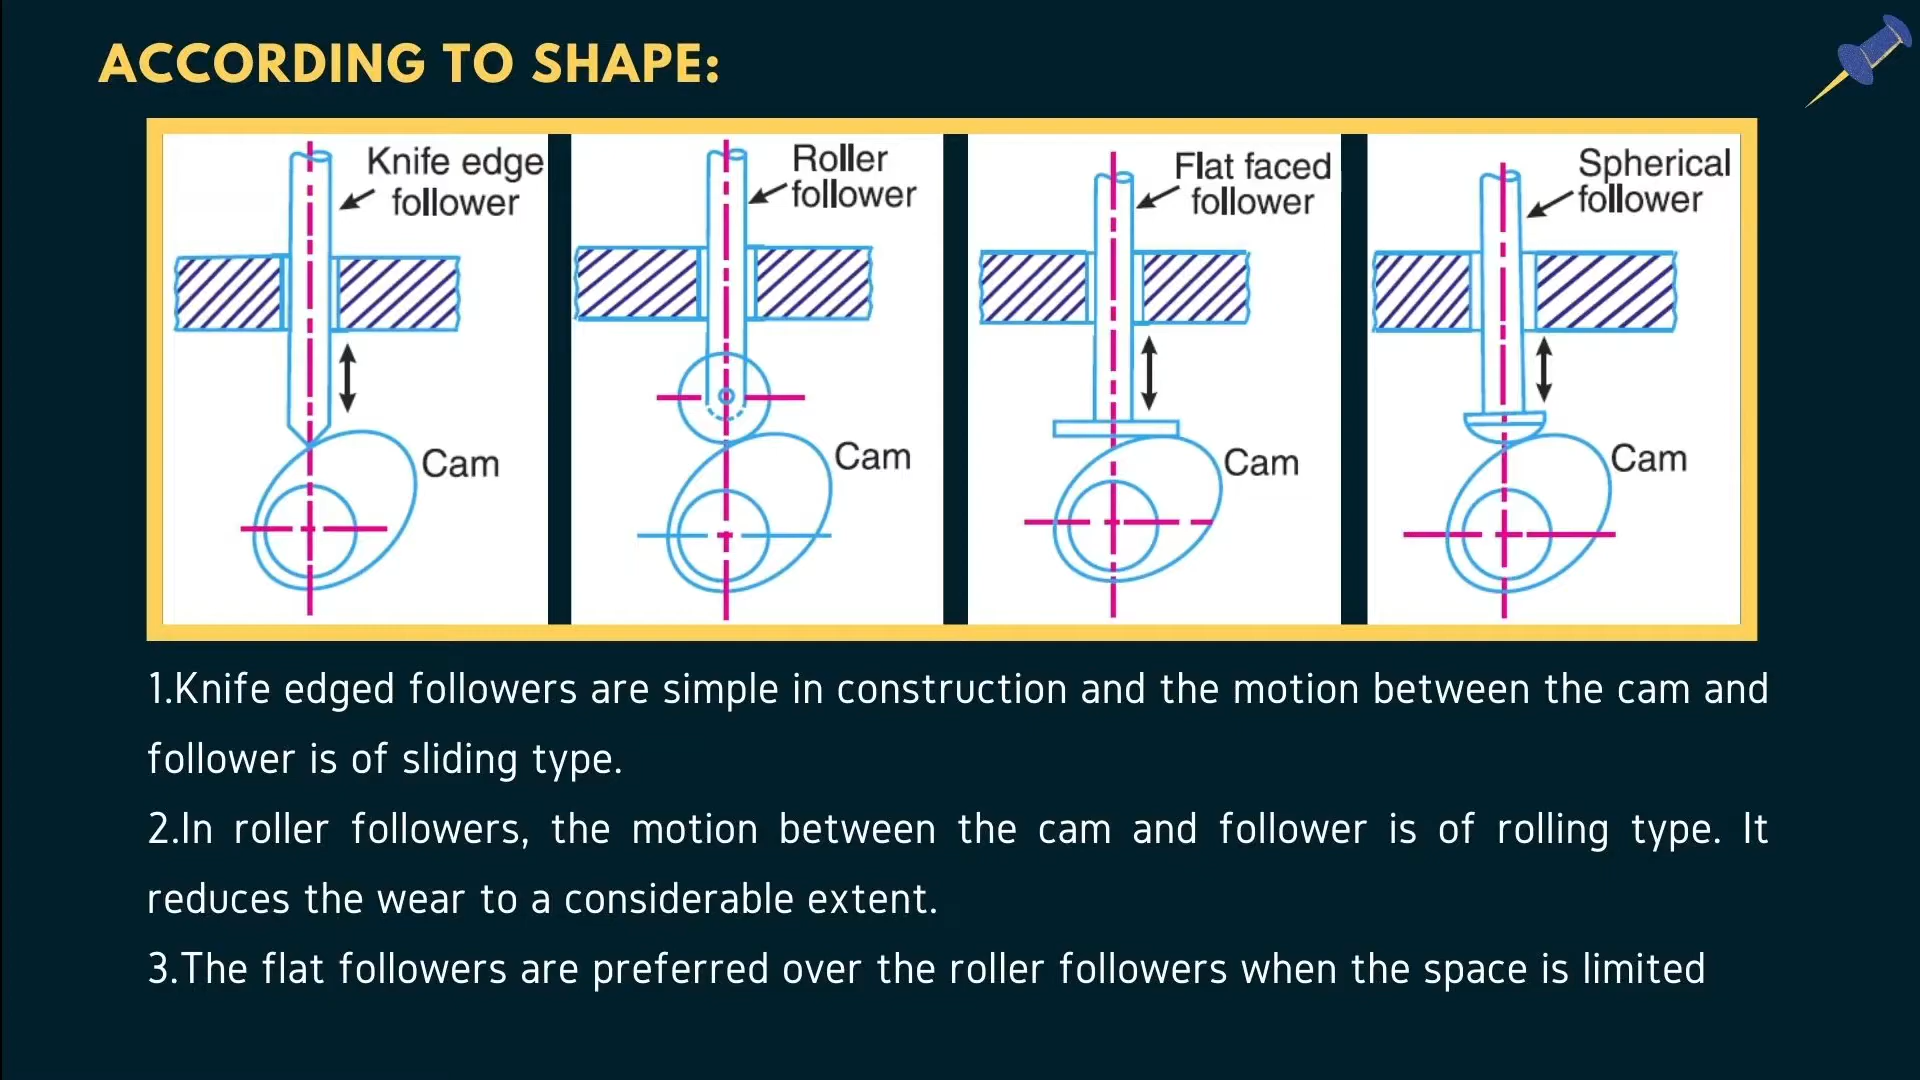 ACCORDING TO SHAPE:
Knife edge
follower
Cam
Roller
follower
Cam
Flat faced
follower
Cam
Spherical
follower
Cam
1.Knife edged followers are simple in construction and the motion between the cam and
follower is of sliding type.
2.In roller followers, the motion between the cam and follower is of rolling type. It
reduces the wear to a considerable extent.
3.The flat followers are preferred over the roller followers when the space is limited